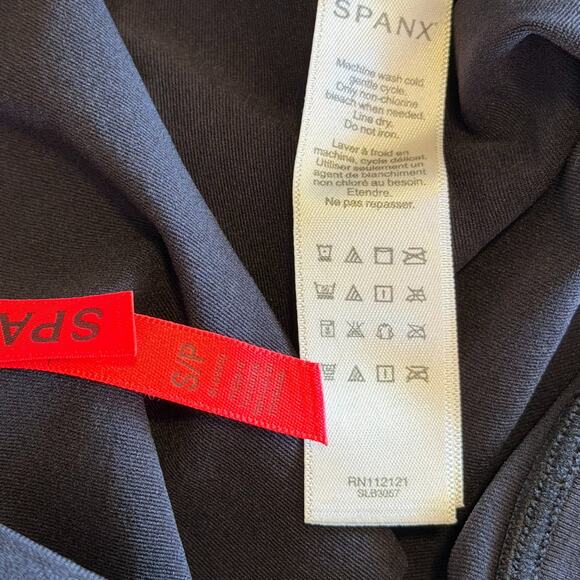 SPANX
Machine wash cold,
gentle cycle.
Only non-chlorine
bleach when needed.
Line dry.
Do not iron.
Laver à froid en
machine, cycle délicat.
Utiliser seulement un
agent de blanchiment
non chloré au besoin.
Étendre.
Ne pas repasser.
SPA
S/P
RN112121
SLB3057